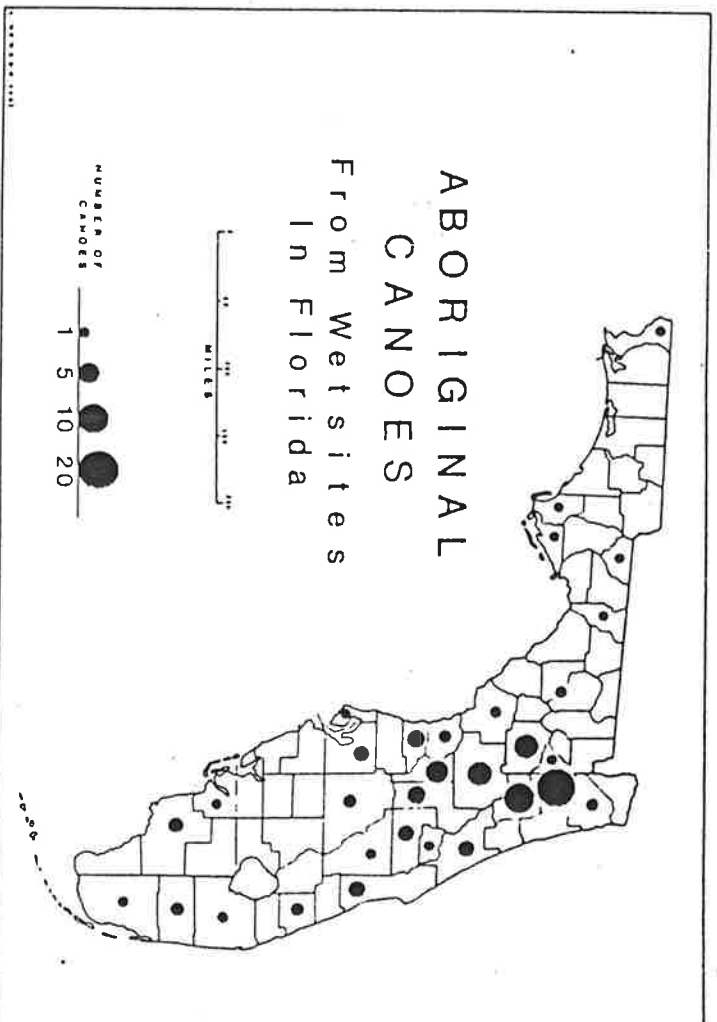 ABORIGINAL
CANOES
From Wetsites
In Florida
MILES
NUMBER OF
CANOES
1 5 10 20